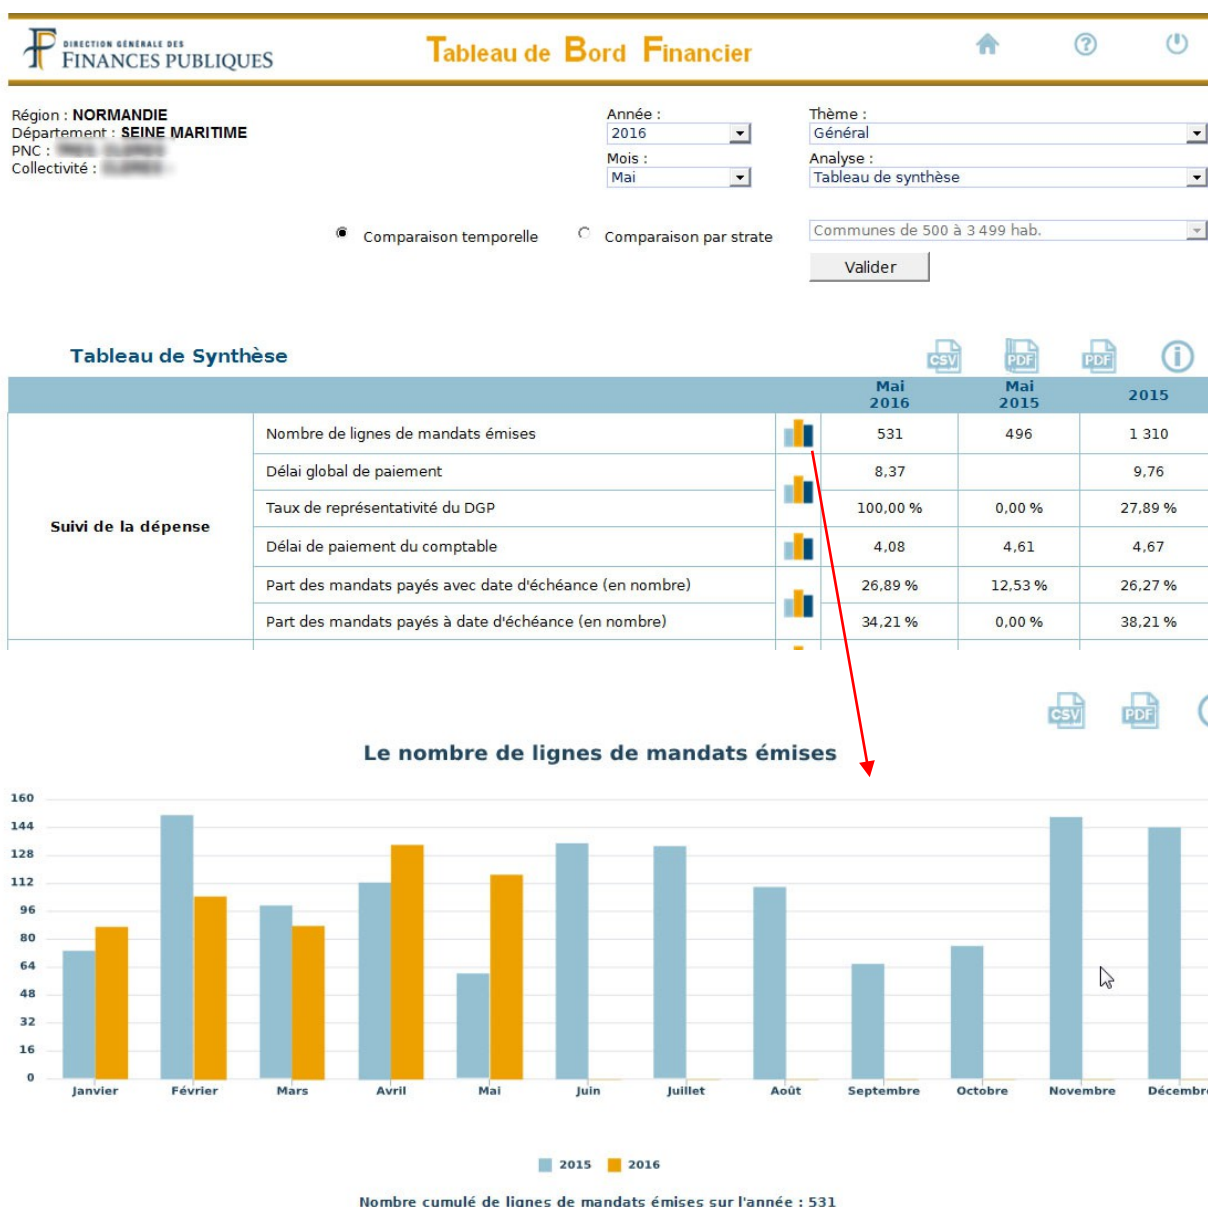 DIRECTION GÉNÉRALE DES
FINANCES PUBLIQUES
Tableau de Bord Financier
Région : NORMANDIE
Département : SEINE MARITIME
PNC :
Collectivité :
Année :
2016
Mois :
Mai
Thème :
Général
Analyse :
Tableau de synthèse
Comparaison temporelle
Comparaison par strate
Communes de 500 à 3 499 hab.
Valider
Tableau de Synthèse
CSV PDF PDF
Mai 2016 Mai 2015 2015
Suivi de la dépense
Nombre de lignes de mandats émises 531 496 1 310
Délai global de paiement 8,37 9,76
Taux de représentativité du DGP 100,00 % 0,00 % 27,89 %
Délai de paiement du comptable 4,08 4,61 4,67
Part des mandats payés avec date d'échéance (en nombre) 26,89 % 12,53 % 26,27 %
Part des mandats payés à date d'échéance (en nombre) 34,21 % 0,00 % 38,21 %
CSV PDF
Le nombre de lignes de mandats émises
160
144
128
112
96
80
64
48
32
16
0
Janvier Février Mars Avril Mai Juin Juillet Août Septembre Octobre Novembre Décembre
2015 2016
Nombre cumulé de lignes de mandats émises sur l'année : 531